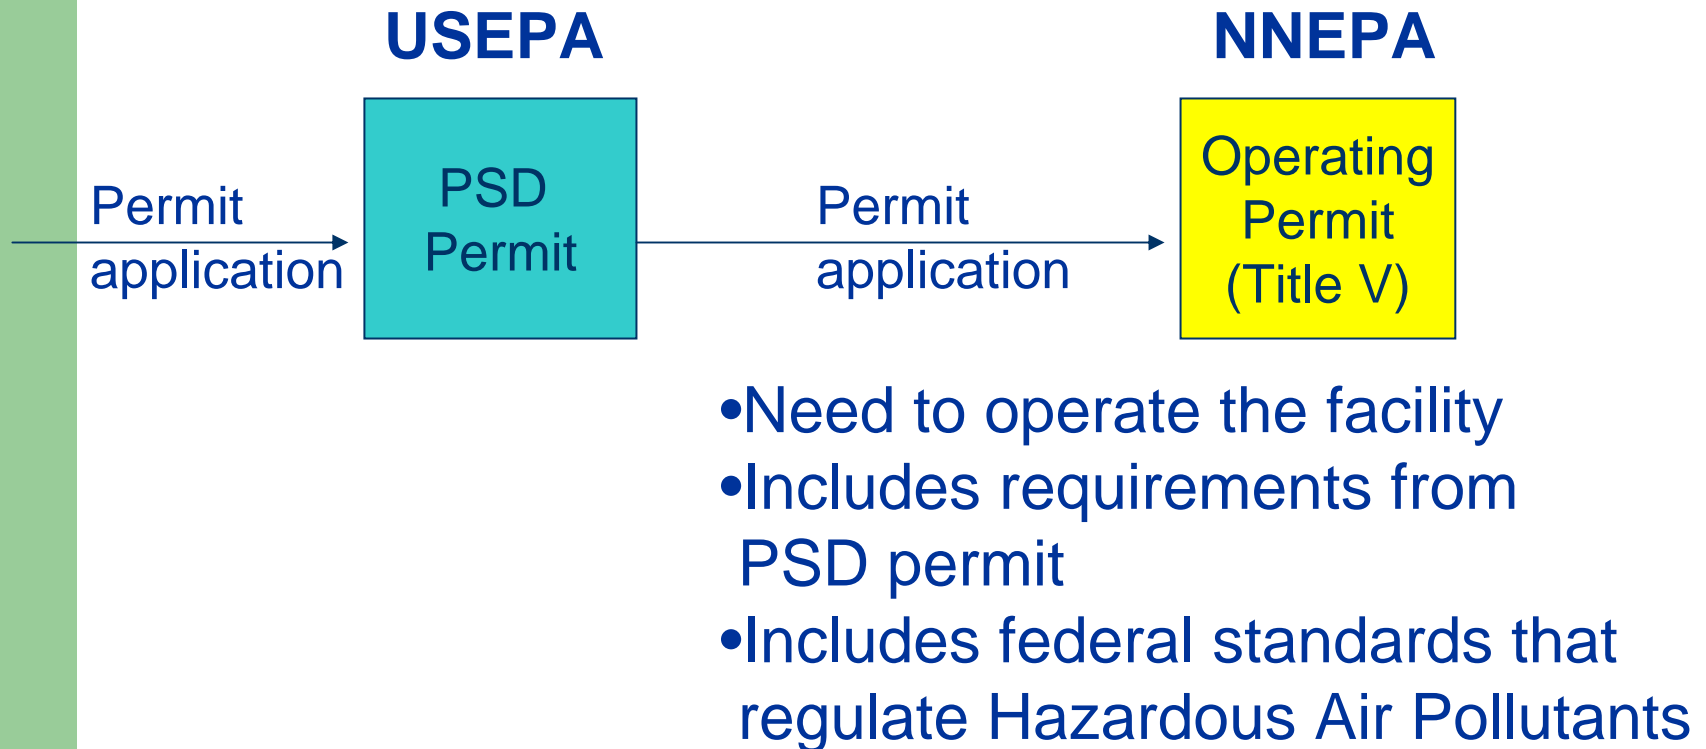 USEPA
NNEPA
Permit
application
PSD
Permit
Permit
application
Operating
Permit
(Title V)
•Need to operate the facility
•Includes requirements from
PSD permit
•Includes federal standards that
regulate Hazardous Air Pollutants